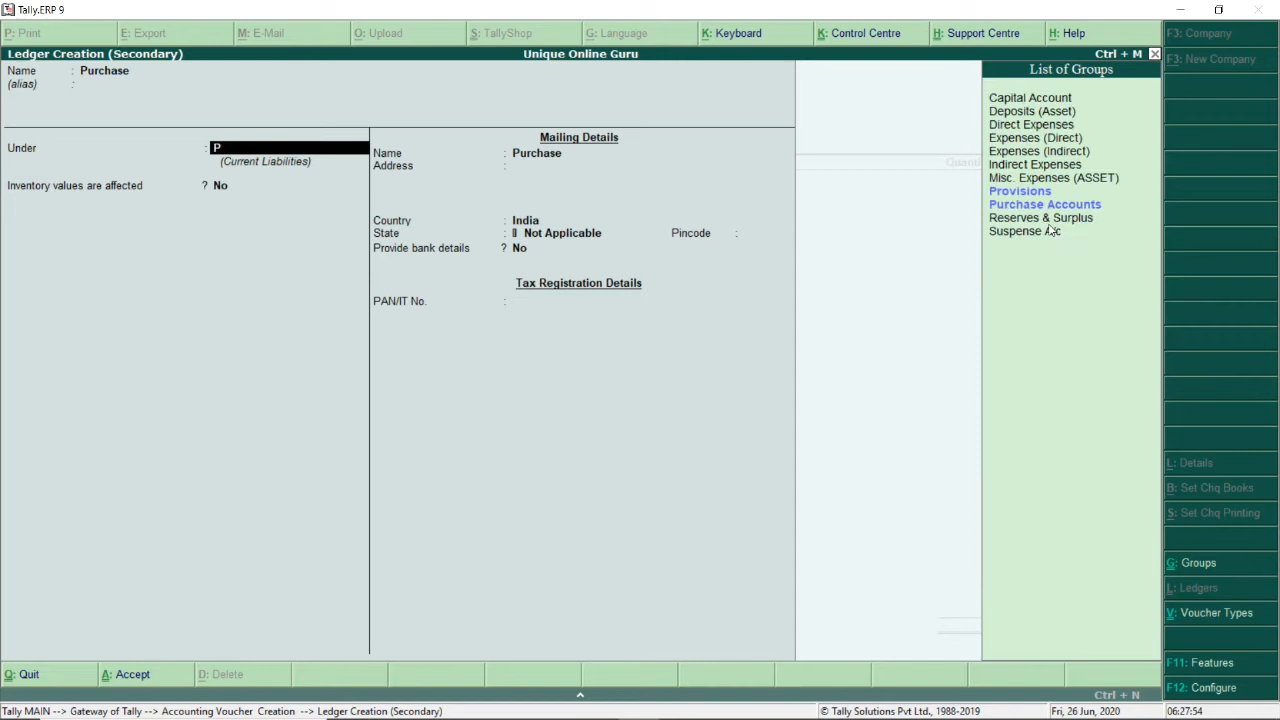 Tally.ERP 9
P: Print E: Export M: E-Mail O: Upload S: TallyShop G: Language K: Keyboard K: Control Centre H: Support Centre H: Help F3: Company
Ledger Creation (Secondary) Unique Online Guru Ctrl + M
Name : Purchase List of Groups F3: New Company
(alias) :
Capital Account
Deposits (Asset)
Direct Expenses
Expenses (Direct)
Expenses (Indirect)
Indirect Expenses
Misc. Expenses (ASSET)
Provisions
Purchase Accounts
Reserves & Surplus
Suspense A/c
Under : P
(Current Liabilities)
Inventory values are affected ? No
Mailing Details
Name : Purchase
Address :
Country : India
State : Not Applicable Pincode :
Provide bank details ? No
Tax Registration Details
PAN/IT No. :
L: Details
B: Set Chq Books
S: Set Chq Printing
G: Groups
L: Ledgers
V: Voucher Types
F11: Features
F12: Configure
Q: Quit A: Accept D: Delete
Ctrl + N
Tally MAIN --> Gateway of Tally --> Accounting Voucher Creation --> Ledger Creation (Secondary) © Tally Solutions Pvt Ltd., 1988-2019 Fri, 26 Jun, 2020 06:27:54